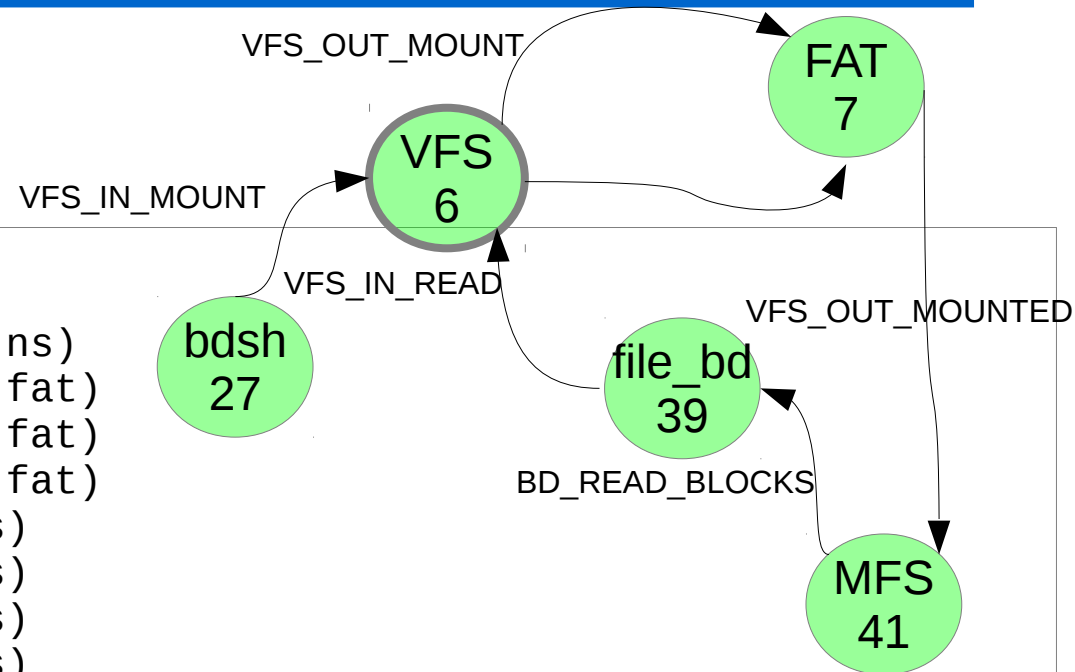 VFS_OUT_MOUNT
FAT
7
VFS
6
VFS_IN_MOUNT
VFS_IN_READ
VFS_OUT_MOUNTED
bdsh
27
file_bd
39
BD_READ_BLOCKS
MFS
41
ns)
fat)
fat)
fat)
s)
s)
s)
s)